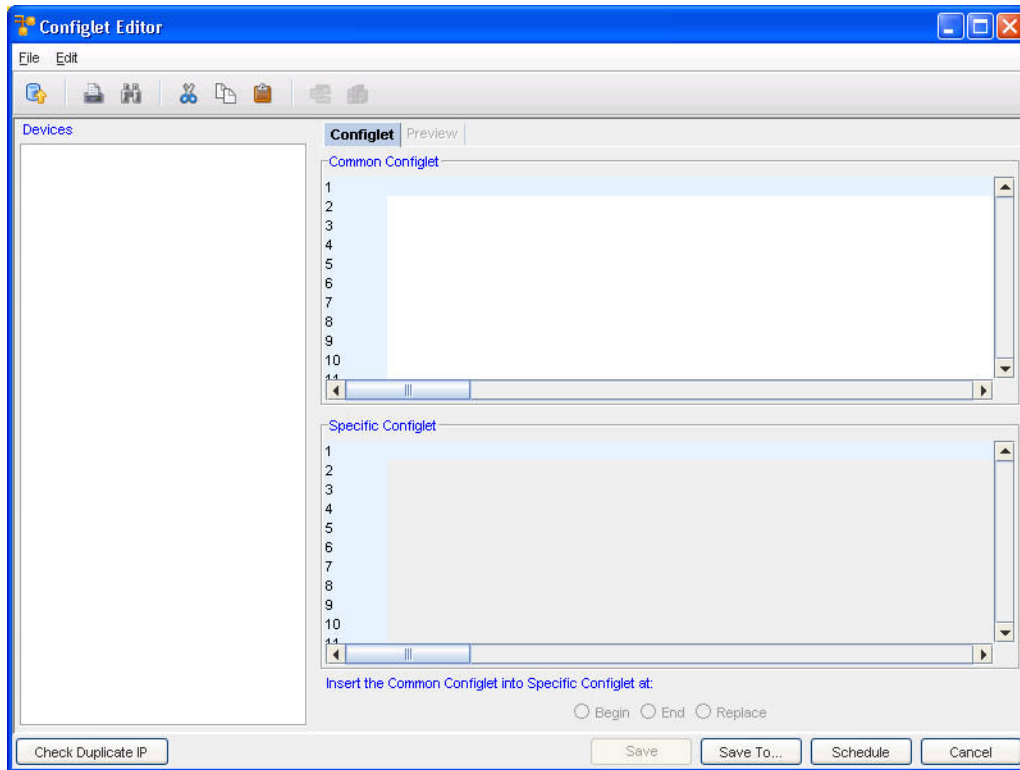 Configlet Editor
File Edit
Devices
Configlet Preview
Common Configlet
1
2
3
4
5
6
7
8
9
10
11
Specific Configlet
1
2
3
4
5
6
7
8
9
10
11
Insert the Common Configlet into Specific Configlet at:
Begin End Replace
Check Duplicate IP Save Save To... Schedule Cancel